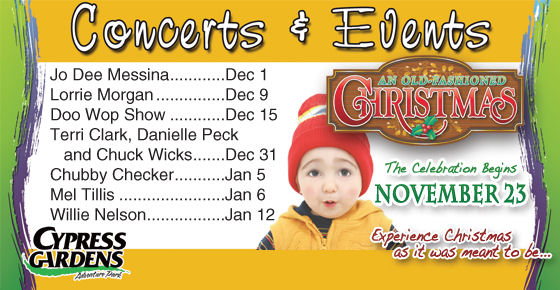 Concerts & Events
Jo Dee Messina............Dec 1
Lorrie Morgan...............Dec 9
Doo Wop Show ............Dec 15
Terri Clark, Danielle Peck
and Chuck Wicks.......Dec 31
Chubby Checker...........Jan 5
Mel Tillis .......................Jan 6
Willie Nelson.................Jan 12
CYPRESS
GARDENS
Adventure Park
AN OLD-FASHIONED
CHRISTMAS
The Celebration Begins
NOVEMBER 23
Experience Christmas
as it was meant to be...